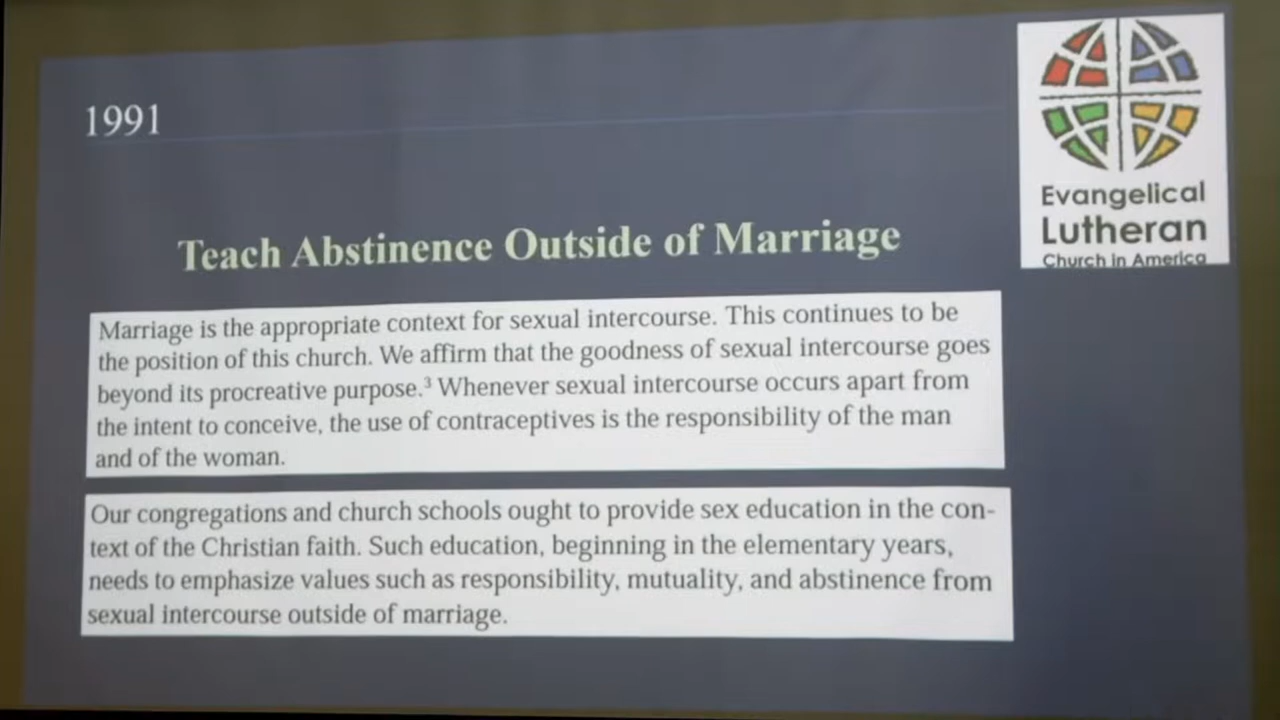 1991
Evangelical
Lutheran
Church in America
Teach Abstinence Outside of Marriage
Marriage is the appropriate context for sexual intercourse. This continues to be
the position of this church. We affirm that the goodness of sexual intercourse goes
beyond its procreative purpose.³ Whenever sexual intercourse occurs apart from
the intent to conceive, the use of contraceptives is the responsibility of the man
and of the woman.
Our congregations and church schools ought to provide sex education in the con-
text of the Christian faith. Such education, beginning in the elementary years,
needs to emphasize values such as responsibility, mutuality, and abstinence from
sexual intercourse outside of marriage.